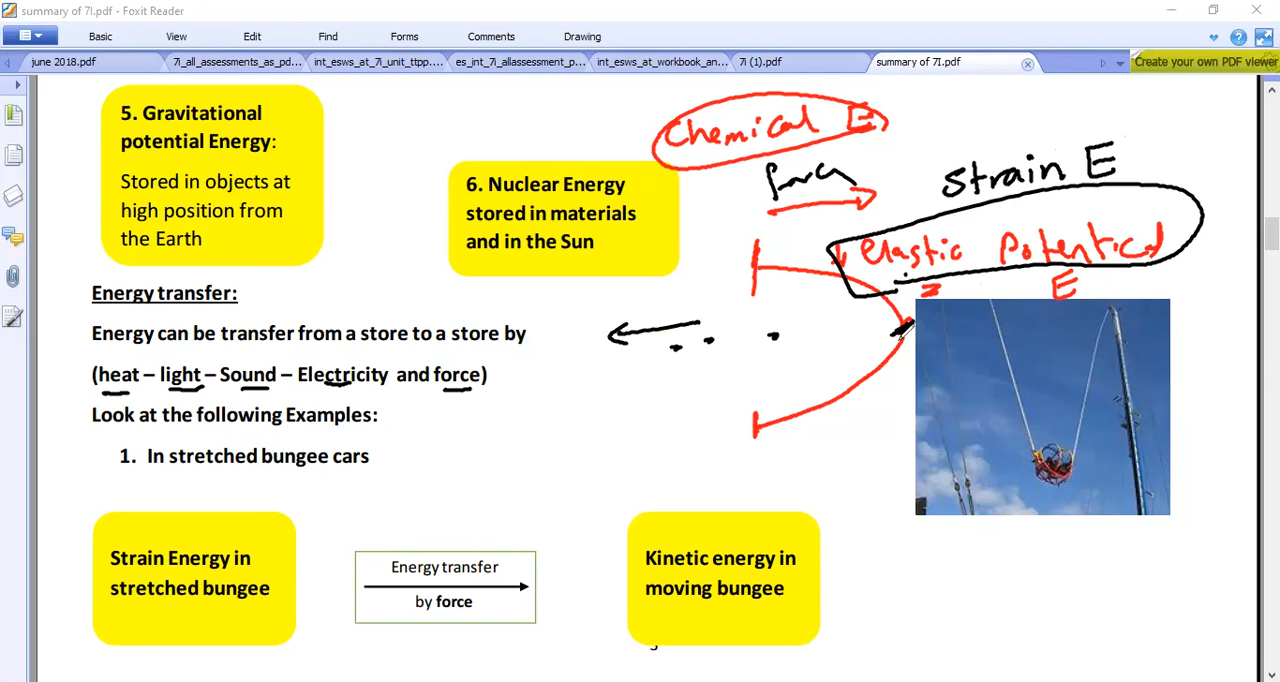 summary of 7I.pdf - Foxit Reader
Basic View Edit Find Forms Comments Drawing
june 2018.pdf 7i_all_assessments_as_pd... int_esws_at_7i_unit_ttpp.... es_int_7i_allassessment_p... int_esws_at_workbook_an... 7i (1).pdf summary of 7I.pdf Create your own PDF viewer
5. Gravitational
potential Energy:
Stored in objects at
high position from
the Earth
6. Nuclear Energy
stored in materials
and in the Sun
Chemical E
force
Strain E
elastic Potential
E
Energy transfer:
Energy can be transfer from a store to a store by
(heat – light – Sound – Electricity and force)
Look at the following Examples:
1. In stretched bungee cars
Strain Energy in
stretched bungee
Energy transfer
by force
Kinetic energy in
moving bungee